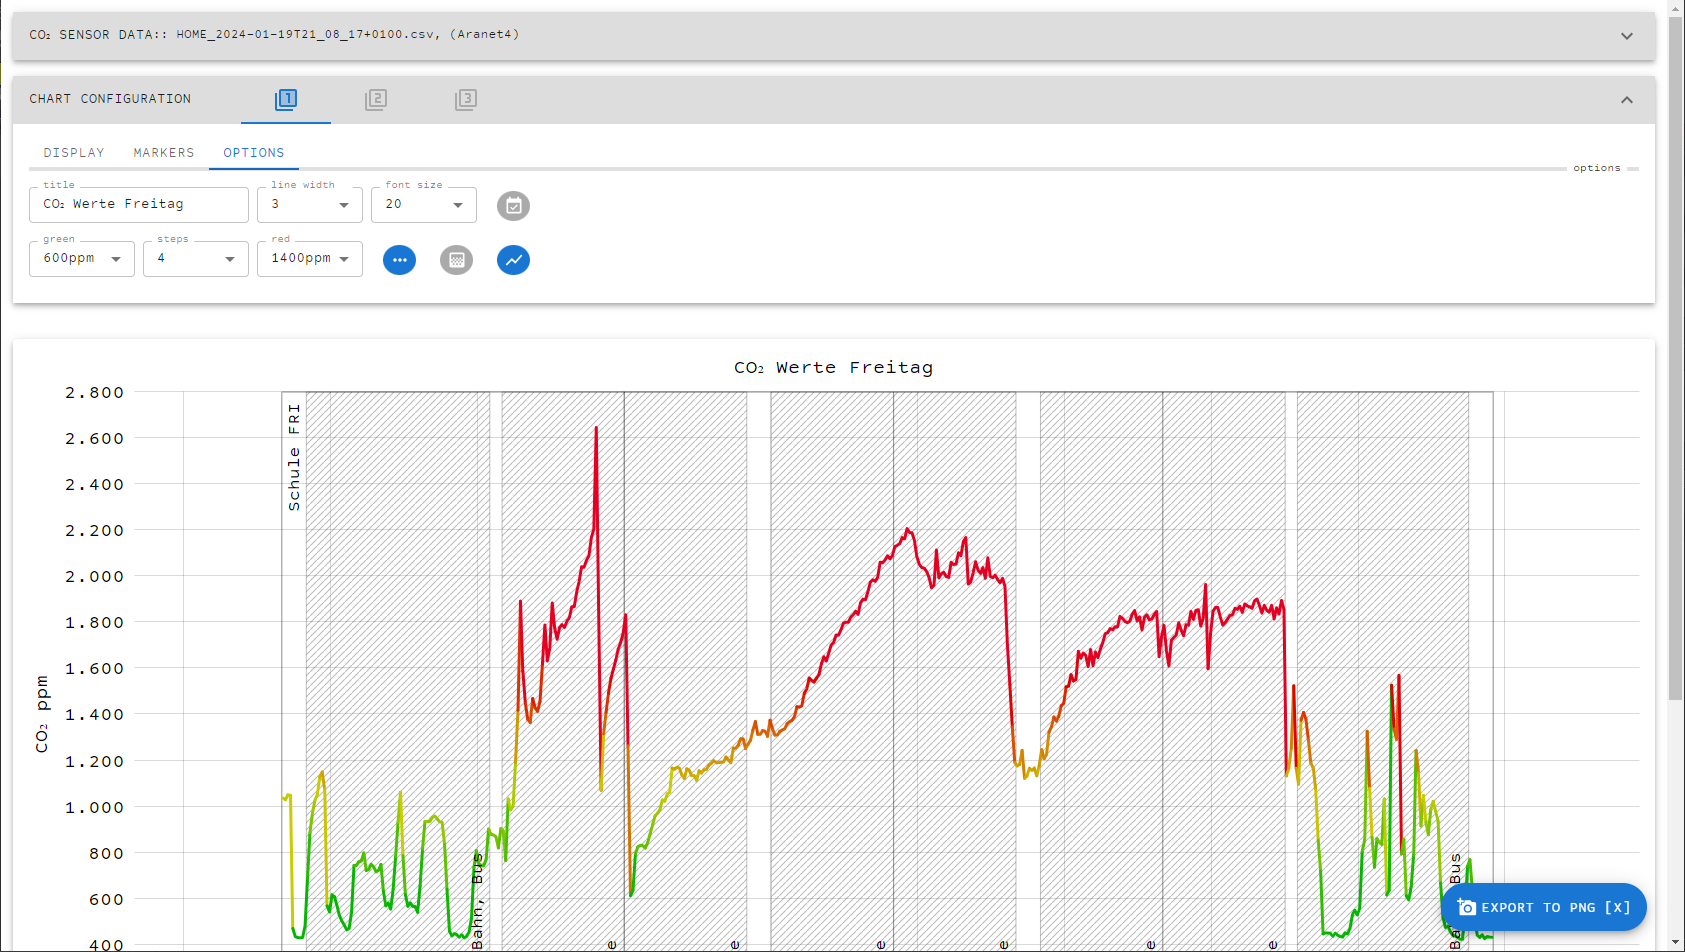 CO₂ SENSOR DATA:: HOME_2024-01-19T21_08_17+0100.csv, (Aranet4)
CHART CONFIGURATION 1 2 3
DISPLAY MARKERS OPTIONS
options
title line width font size
CO₂ Werte Freitag 3 20
green steps red
600ppm 4 1400ppm
CO₂ Werte Freitag
2.800
2.600
2.400
2.200
2.000
1.800
1.600
1.400
1.200
1.000
800
600
400
CO₂ ppm
Schule FRI
Bahn, Bus
e
e
e
e
e
e
Bus
EXPORT TO PNG [X]